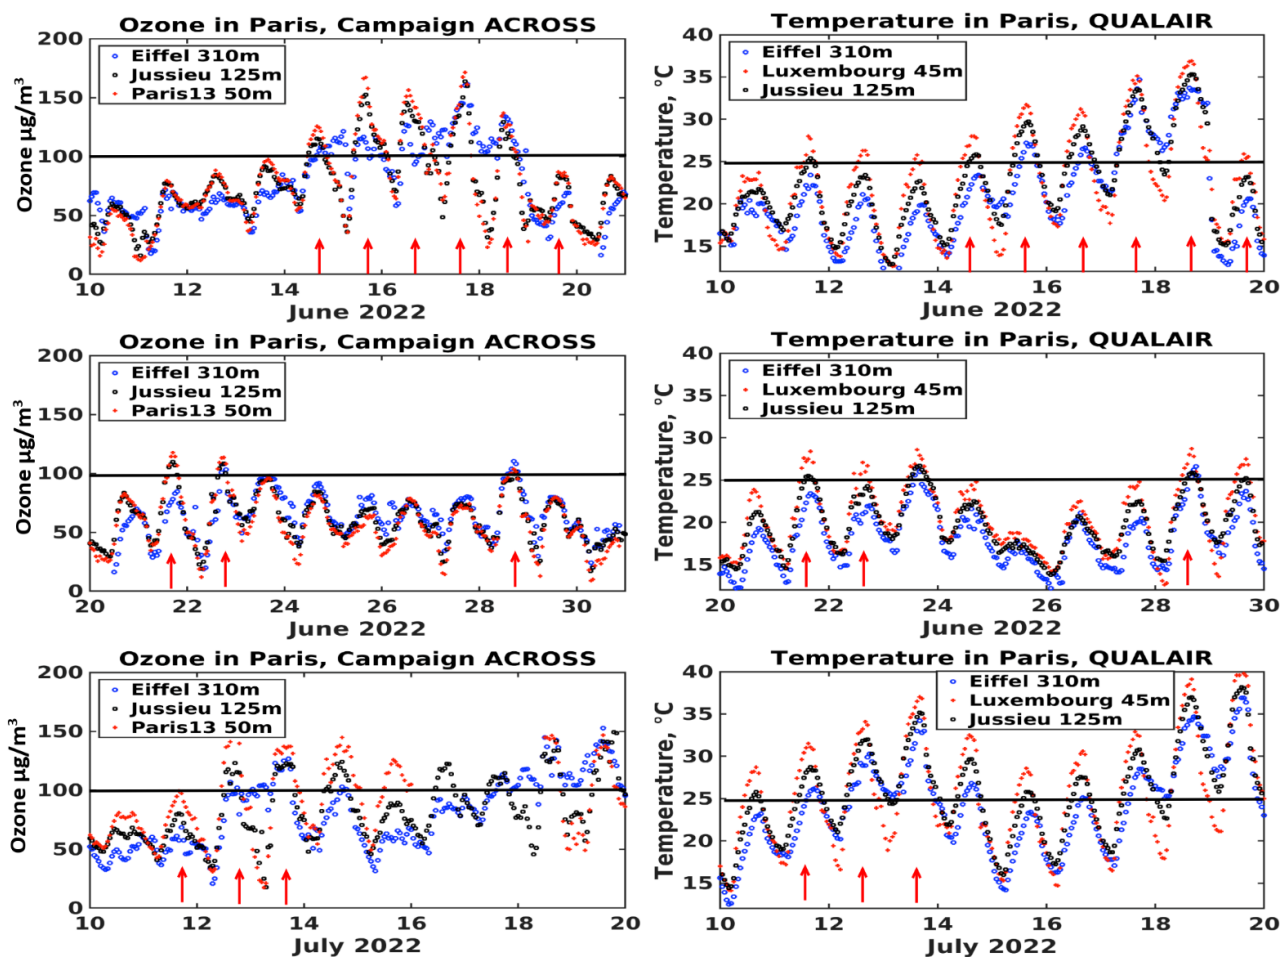 Ozone in Paris, Campaign ACROSS
200
150
100
50
0
Ozone µg/m³
Eiffel 310m
Jussieu 125m
Paris13 50m
10 12 14 16 18 20
June 2022
Temperature in Paris, QUALAIR
40
35
30
25
20
15
Temperature, °C
Eiffel 310m
Luxembourg 45m
Jussieu 125m
10 12 14 16 18 20
June 2022
Ozone in Paris, Campaign ACROSS
200
150
100
50
0
Ozone µg/m³
Eiffel 310m
Jussieu 125m
Paris13 50m
20 22 24 26 28 30
June 2022
Temperature in Paris, QUALAIR
40
35
30
25
20
15
Temperature, °C
Eiffel 310m
Luxembourg 45m
Jussieu 125m
20 22 24 26 28 30
June 2022
Ozone in Paris, Campaign ACROSS
200
150
100
50
0
Ozone µg/m³
Eiffel 310m
Jussieu 125m
Paris13 50m
10 12 14 16 18 20
July 2022
Temperature in Paris, QUALAIR
40
35
30
25
20
15
Temperature, °C
Eiffel 310m
Luxembourg 45m
Jussieu 125m
10 12 14 16 18 20
July 2022